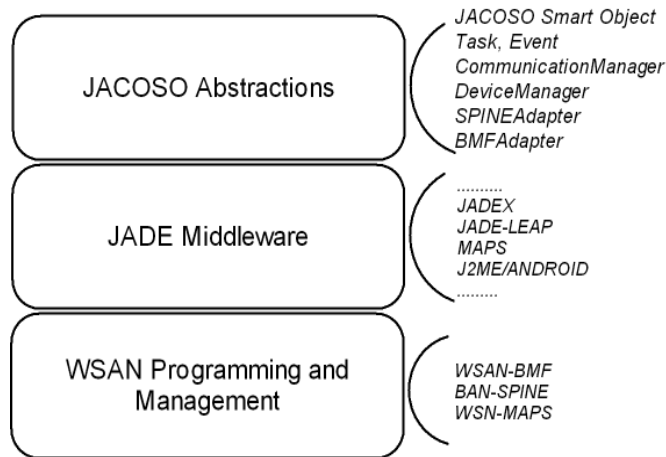 JACOSO Abstractions
JACOSO Smart Object
Task, Event
CommunicationManager
DeviceManager
SPINEAdapter
BMFAdapter
JADE Middleware
..........
JADEX
JADE-LEAP
MAPS
J2ME/ANDROID
.........
WSAN Programming and
Management
WSAN-BMF
BAN-SPINE
WSN-MAPS